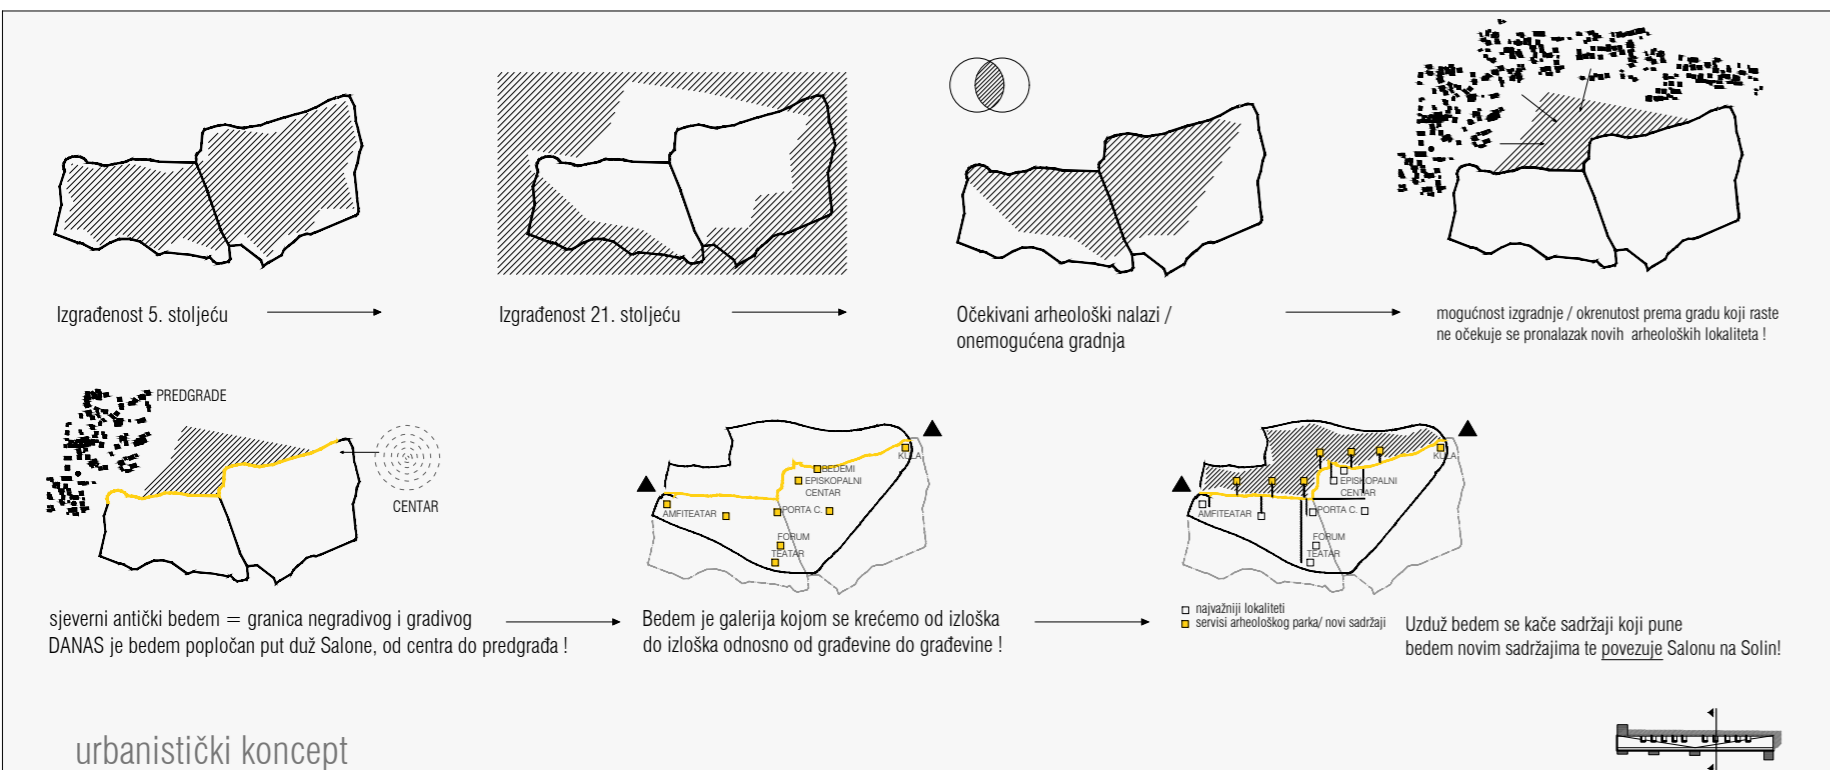 Izgrađenost 5. stoljeću
Izgrađenost 21. stoljeću
Očekivani arheološki nalazi /
onemogućena gradnja
mogućnost izgradnje / okrenutost prema gradu koji raste
ne očekuje se pronalazak novih arheoloških lokaliteta !
PREDGRADE
CENTAR
sjeverni antički bedem = granica negradivog i gradivog
DANAS je bedem popločan put duž Salone, od centra do predgrađa !
KULA
BEDEMI
EPISKOPALNI
CENTAR
AMFITEATAR
PORTA C.
FORUM
TEATAR
Bedem je galerija kojom se krećemo od izloška
do izloška odnosno od građevine do građevine !
KULA
EPISKOPALNI
CENTAR
AMFITEATAR
PORTA C.
FORUM
TEATAR
najvažniji lokaliteti
servisi arheološkog parka/ novi sadržaji
Uzduž bedem se kače sadržaji koji pune
bedem novim sadržajima te povezuje Salonu na Solin!
urbanistički koncept